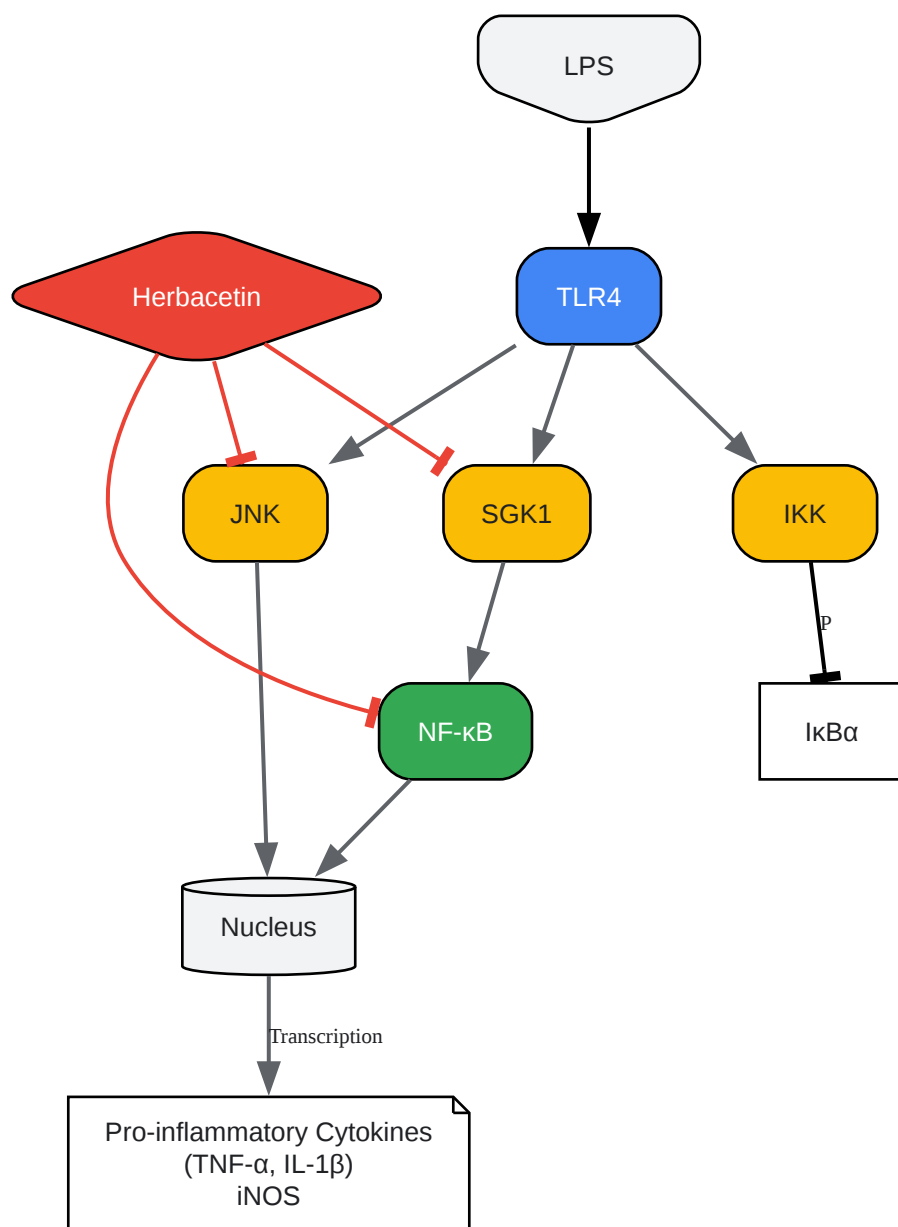 LPS
Herbacetin
TLR4
JNK
SGK1
IKK
P
NF-κB
IκBα
Nucleus
Transcription
Pro-inflammatory Cytokines
(TNF-α, IL-1β)
iNOS